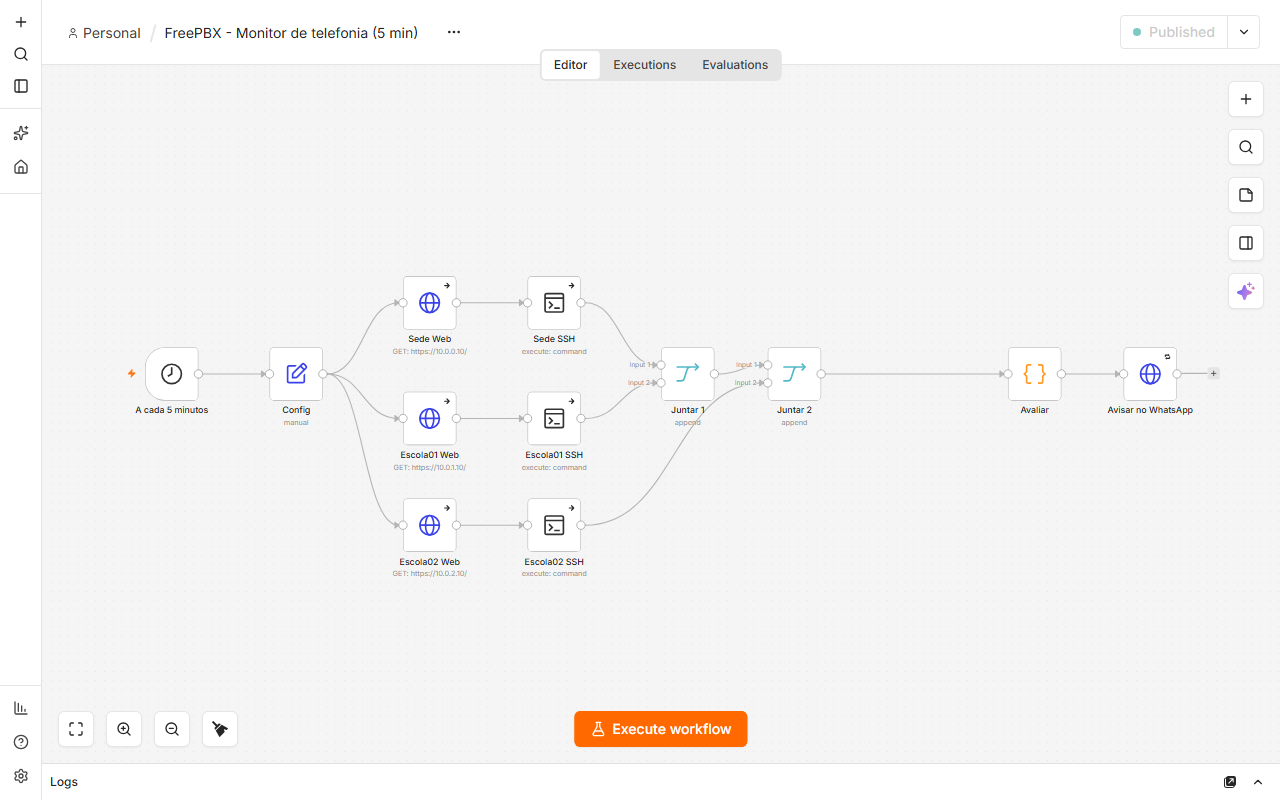 Personal / FreePBX - Monitor de telefonia (5 min) ...
Published
Editor Executions Evaluations
Sede Web
GET: https://10.0.0.10/
Sede SSH
execute: command
A cada 5 minutos
Config
manual
Input 1
Input 2
Juntar 1
append
Input 1
Input 2
Juntar 2
append
Avaliar
Avisar no WhatsApp
Escola01 Web
GET: https://10.0.1.10/
Escola01 SSH
execute: command
Escola02 Web
GET: https://10.0.2.10/
Escola02 SSH
execute: command
Execute workflow
Logs